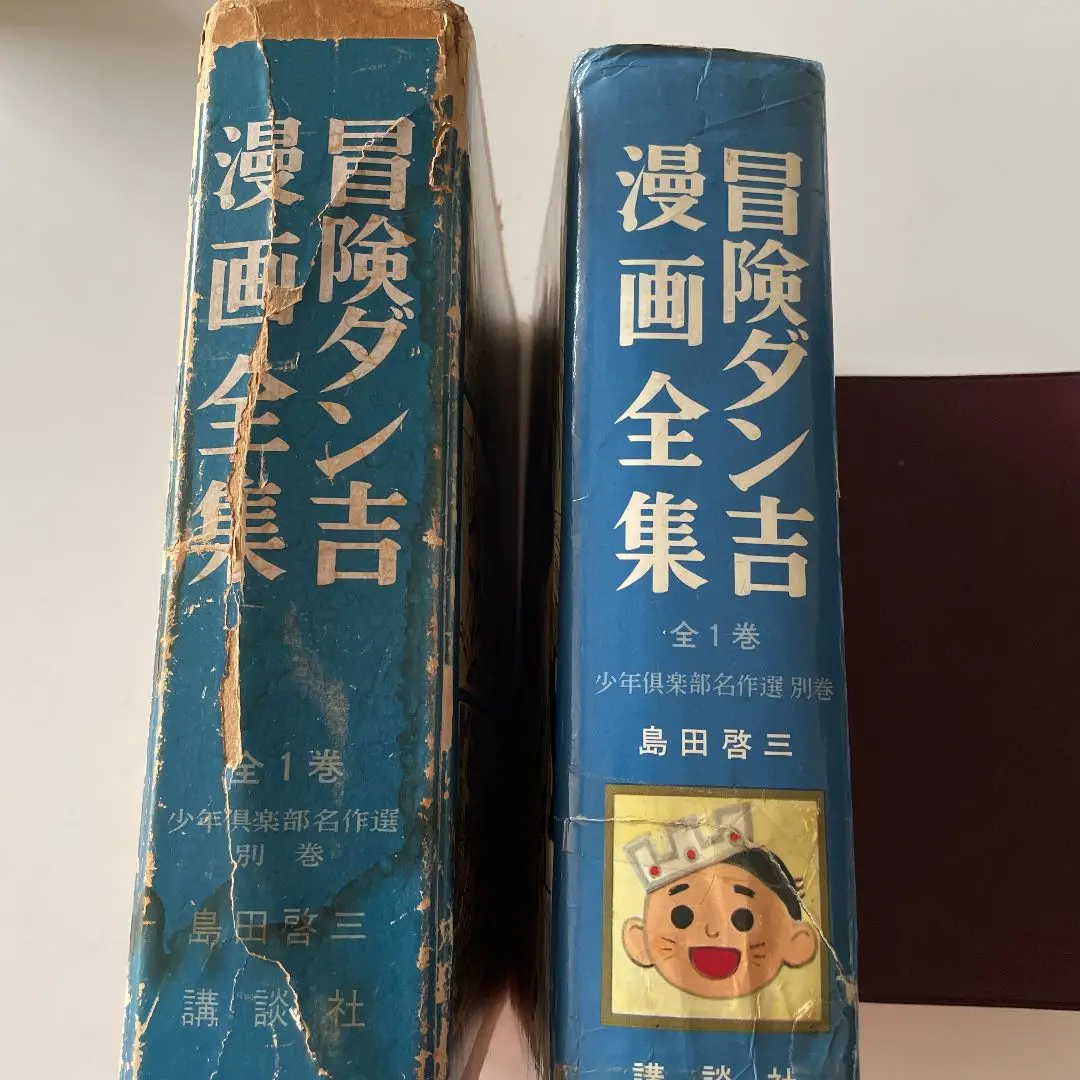 冒険ダン吉
漫画全集
全1巻
少年倶楽部名作選
別巻
島田啓三
講談社
冒険ダン吉
漫画全集
全1巻
少年倶楽部名作選 別巻
島田啓三
講談社